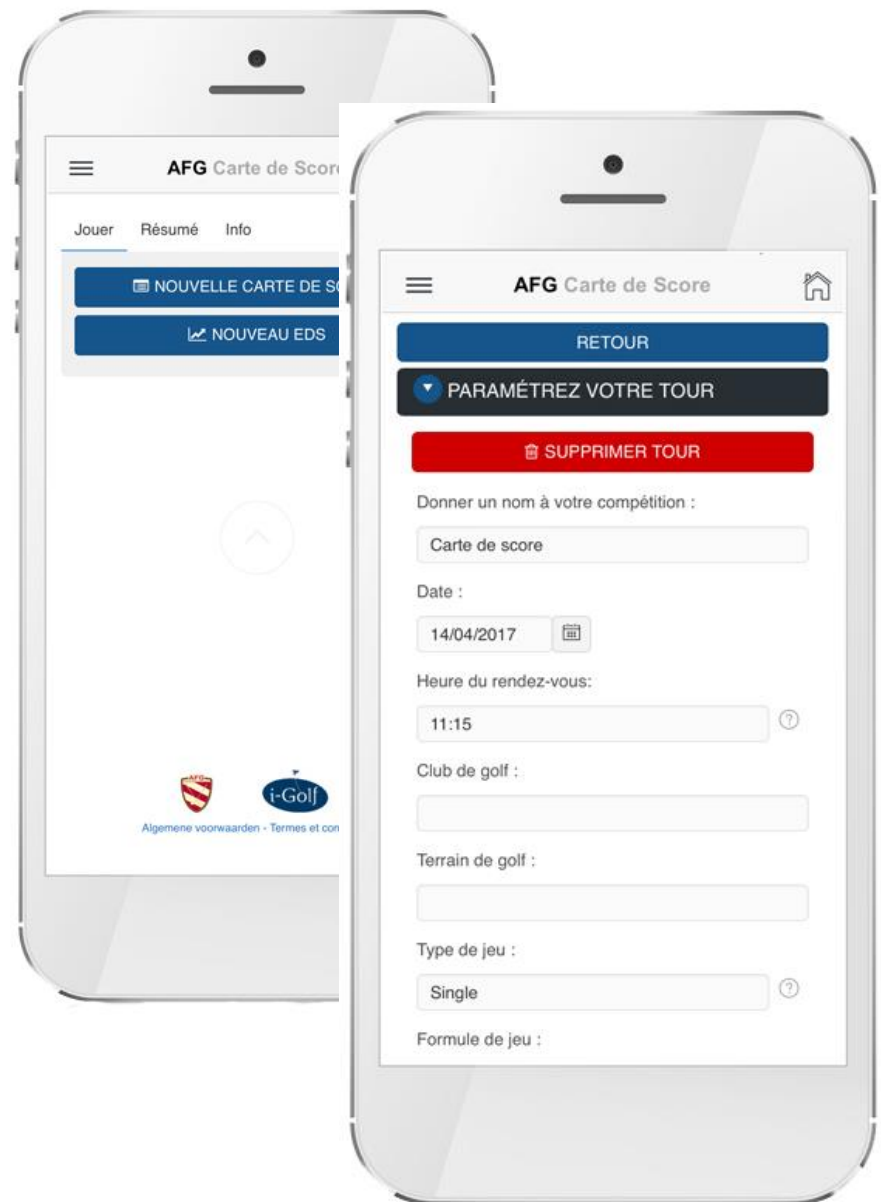 AFG Carte de Score
Jouer Résumé Info
NOUVELLE CARTE DE
NOUVEAU EDS
AFG
i-Golf
Algemene voorwaarden - Termes et
AFG Carte de Score
RETOUR
PARAMÉTREZ VOTRE TOUR
SUPPRIMER TOUR
Donner un nom à votre compétition :
Carte de score
Date :
14/04/2017
Heure du rendez-vous:
11:15
Club de golf :
Terrain de golf :
Type de jeu :
Single
Formule de jeu :